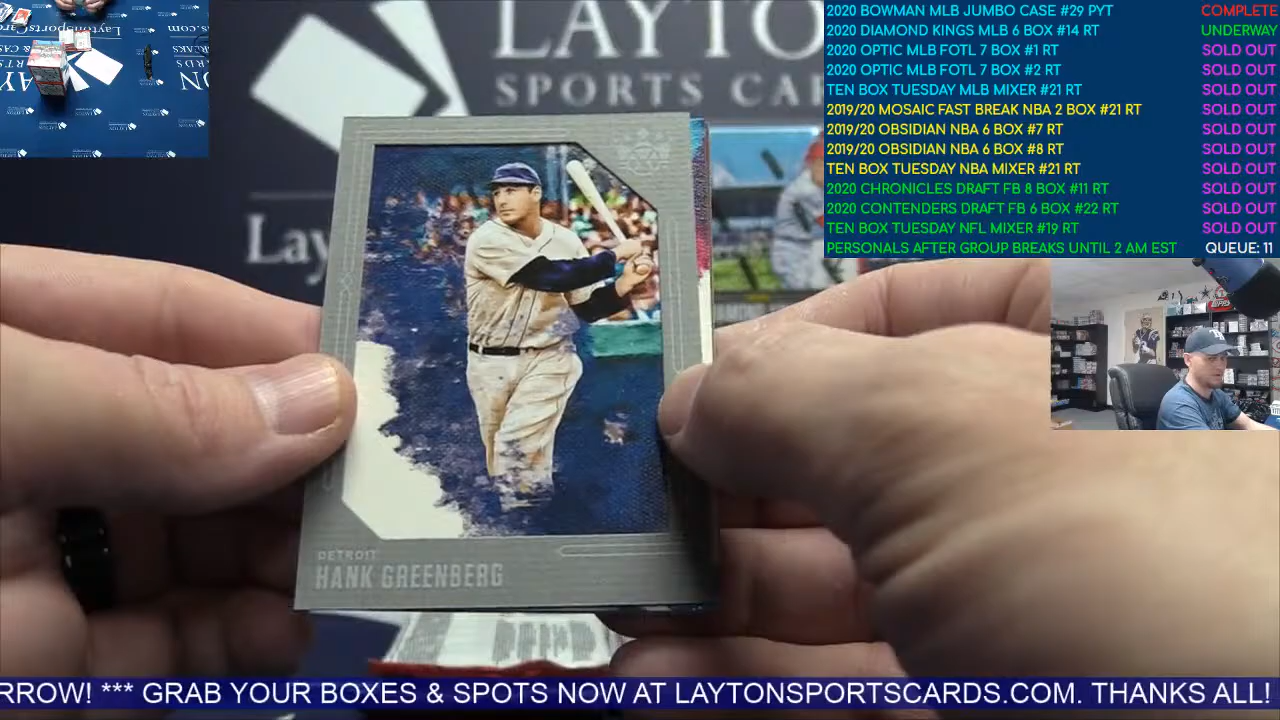 LAYTO
SPORTS CA
Lay
2020 BOWMAN MLB JUMBO CASE #29 PYT COMPLETE
2020 DIAMOND KINGS MLB 6 BOX #14 RT UNDERWAY
2020 OPTIC MLB FOTL 7 BOX #1 RT SOLD OUT
2020 OPTIC MLB FOTL 7 BOX #2 RT SOLD OUT
TEN BOX TUESDAY MLB MIXER #21 RT SOLD OUT
2019/20 MOSAIC FAST BREAK NBA 2 BOX #21 RT SOLD OUT
2019/20 OBSIDIAN NBA 6 BOX #7 RT SOLD OUT
2019/20 OBSIDIAN NBA 6 BOX #8 RT SOLD OUT
TEN BOX TUESDAY NBA MIXER #21 RT SOLD OUT
2020 CHRONICLES DRAFT FB 8 BOX #11 RT SOLD OUT
2020 CONTENDERS DRAFT FB 6 BOX #22 RT SOLD OUT
TEN BOX TUESDAY NFL MIXER #19 RT SOLD OUT
PERSONALS AFTER GROUP BREAKS UNTIL 2 AM EST QUEUE: 11
DETROIT
HANK GREENBERG
RROW! *** GRAB YOUR BOXES & SPOTS NOW AT LAYTONSPORTSCARDS.COM. THANKS ALL!